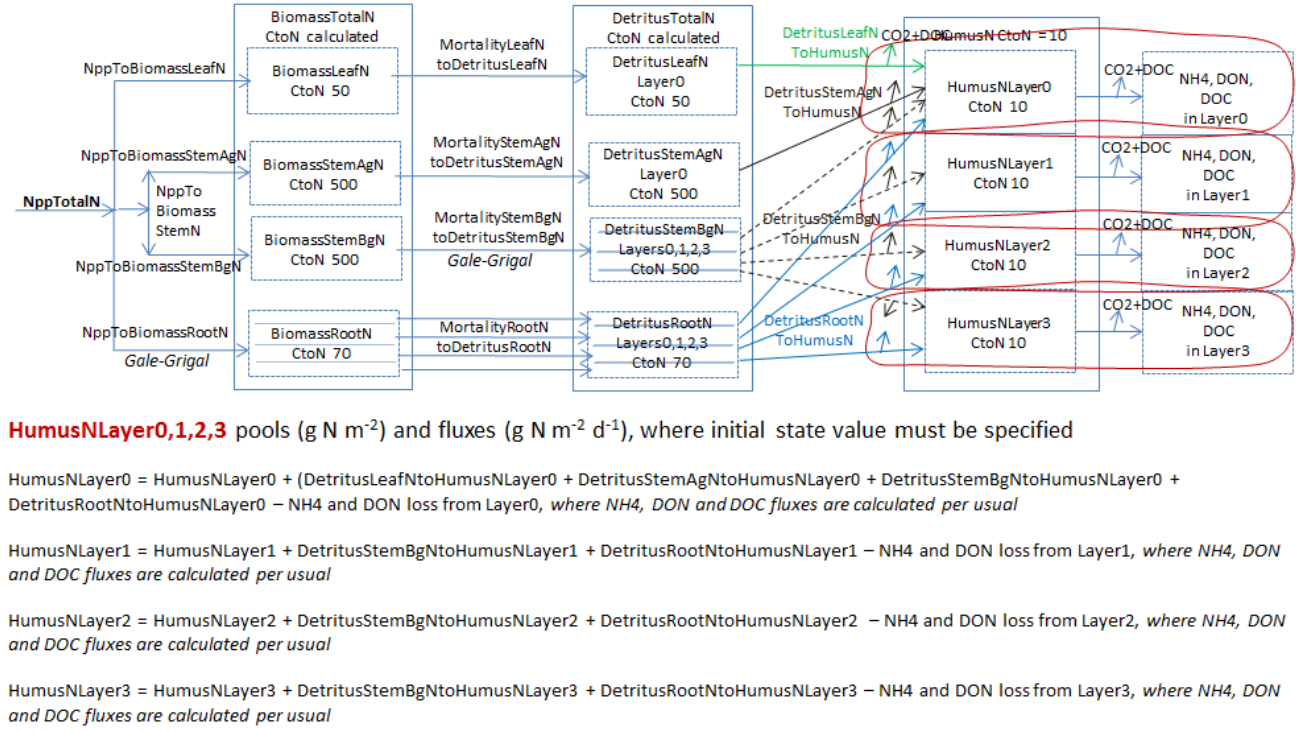 BiomassTotalN
CtoN calculated
DetritusTotalN
CtoN calculated
DetritusLeafN
ToHumusN
CO2+DOC
HumusN CtoN = 10
NppToBiomassLeafN
BiomassLeafN
CtoN 50
MortalityLeafN
toDetritusLeafN
DetritusLeafN
Layer0
CtoN 50
HumusNLayer0
CtoN 10
CO2+DOC
NH4, DON,
DOC
in Layer0
DetritusStemAgN
ToHumusN
NppToBiomassStemAgN
BiomassStemAgN
CtoN 500
MortalityStemAgN
toDetritusStemAgN
DetritusStemAgN
Layer0
CtoN 500
HumusNLayer1
CtoN 10
CO2+DOC
NH4, DON,
DOC
in Layer1
NppTotalN
NppTo
Biomass
StemN
NppToBiomassStemBgN
BiomassStemBgN
CtoN 500
MortalityStemBgN
toDetritusStemBgN
Gale-Grigal
DetritusStemBgN
Layers0,1,2,3
CtoN 500
DetritusStemBgN
ToHumusN
HumusNLayer2
CtoN 10
CO2+DOC
NH4, DON,
DOC
in Layer2
NppToBiomassRootN
Gale-Grigal
BiomassRootN
CtoN 70
MortalityRootN
toDetritusRootN
DetritusRootN
Layers0,1,2,3
CtoN 70
DetritusRootN
ToHumusN
HumusNLayer3
CtoN 10
CO2+DOC
NH4, DON,
DOC
in Layer3
HumusNLayer0,1,2,3 pools (g N m-2) and fluxes (g N m-2 d-1), where initial state value must be specified
HumusNLayer0 = HumusNLayer0 + (DetritusLeafNtoHumusNLayer0 + DetritusStemAgNtoHumusNLayer0 + DetritusStemBgNtoHumusNLayer0 +
DetritusRootNtoHumusNLayer0 – NH4 and DON loss from Layer0, where NH4, DON and DOC fluxes are calculated per usual
HumusNLayer1 = HumusNLayer1 + DetritusStemBgNtoHumusNLayer1 + DetritusRootNtoHumusNLayer1 – NH4 and DON loss from Layer1, where NH4, DON
and DOC fluxes are calculated per usual
HumusNLayer2 = HumusNLayer2 + DetritusStemBgNtoHumusNLayer2 + DetritusRootNtoHumusNLayer2 – NH4 and DON loss from Layer2, where NH4, DON
and DOC fluxes are calculated per usual
HumusNLayer3 = HumusNLayer3 + DetritusStemBgNtoHumusNLayer3 + DetritusRootNtoHumusNLayer3 – NH4 and DON loss from Layer3, where NH4, DON
and DOC fluxes are calculated per usual